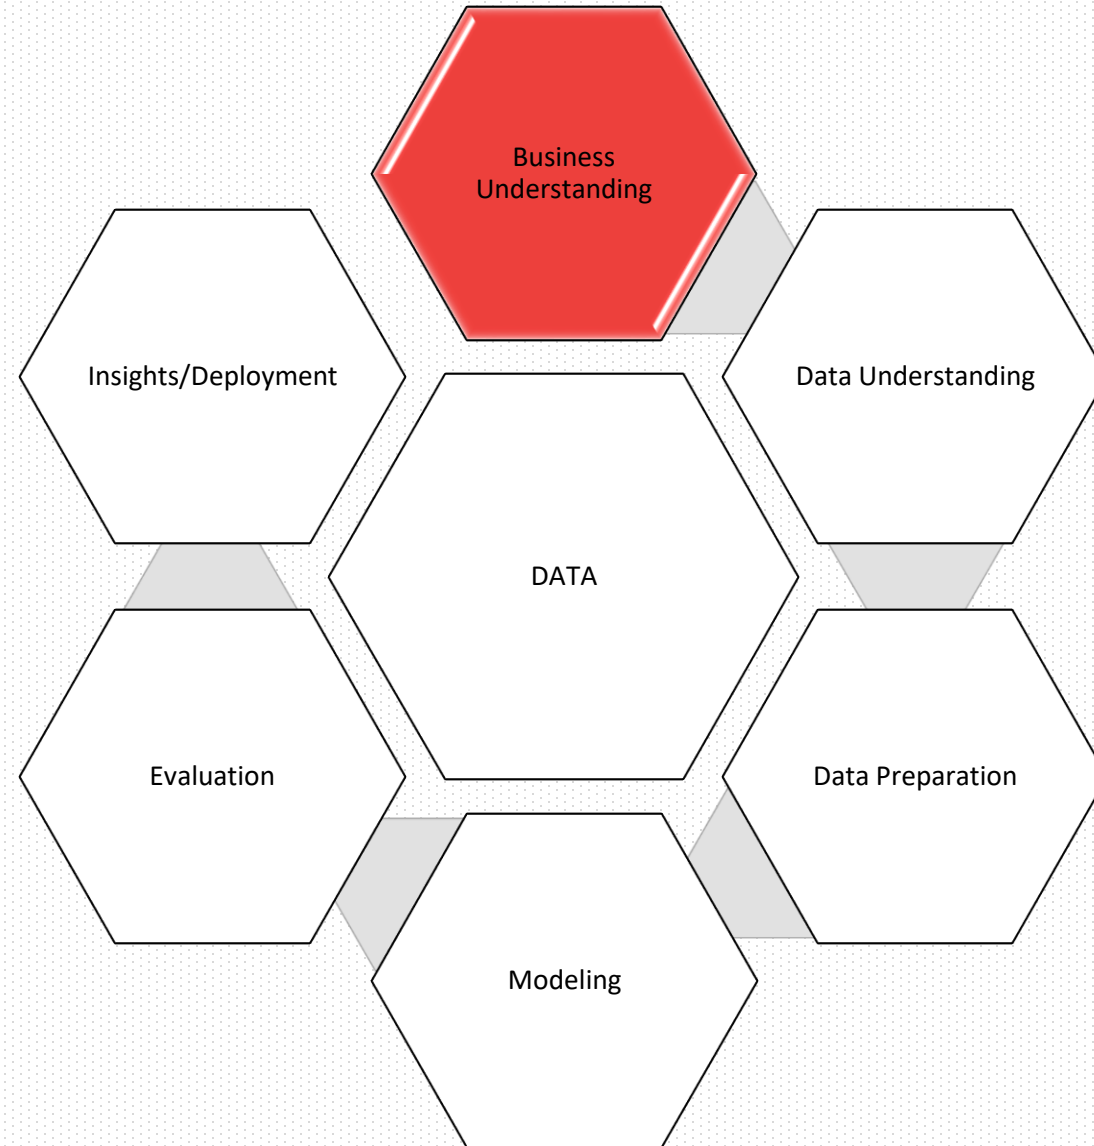 Business
Understanding
Insights/Deployment
Data Understanding
DATA
Evaluation
Data Preparation
Modeling